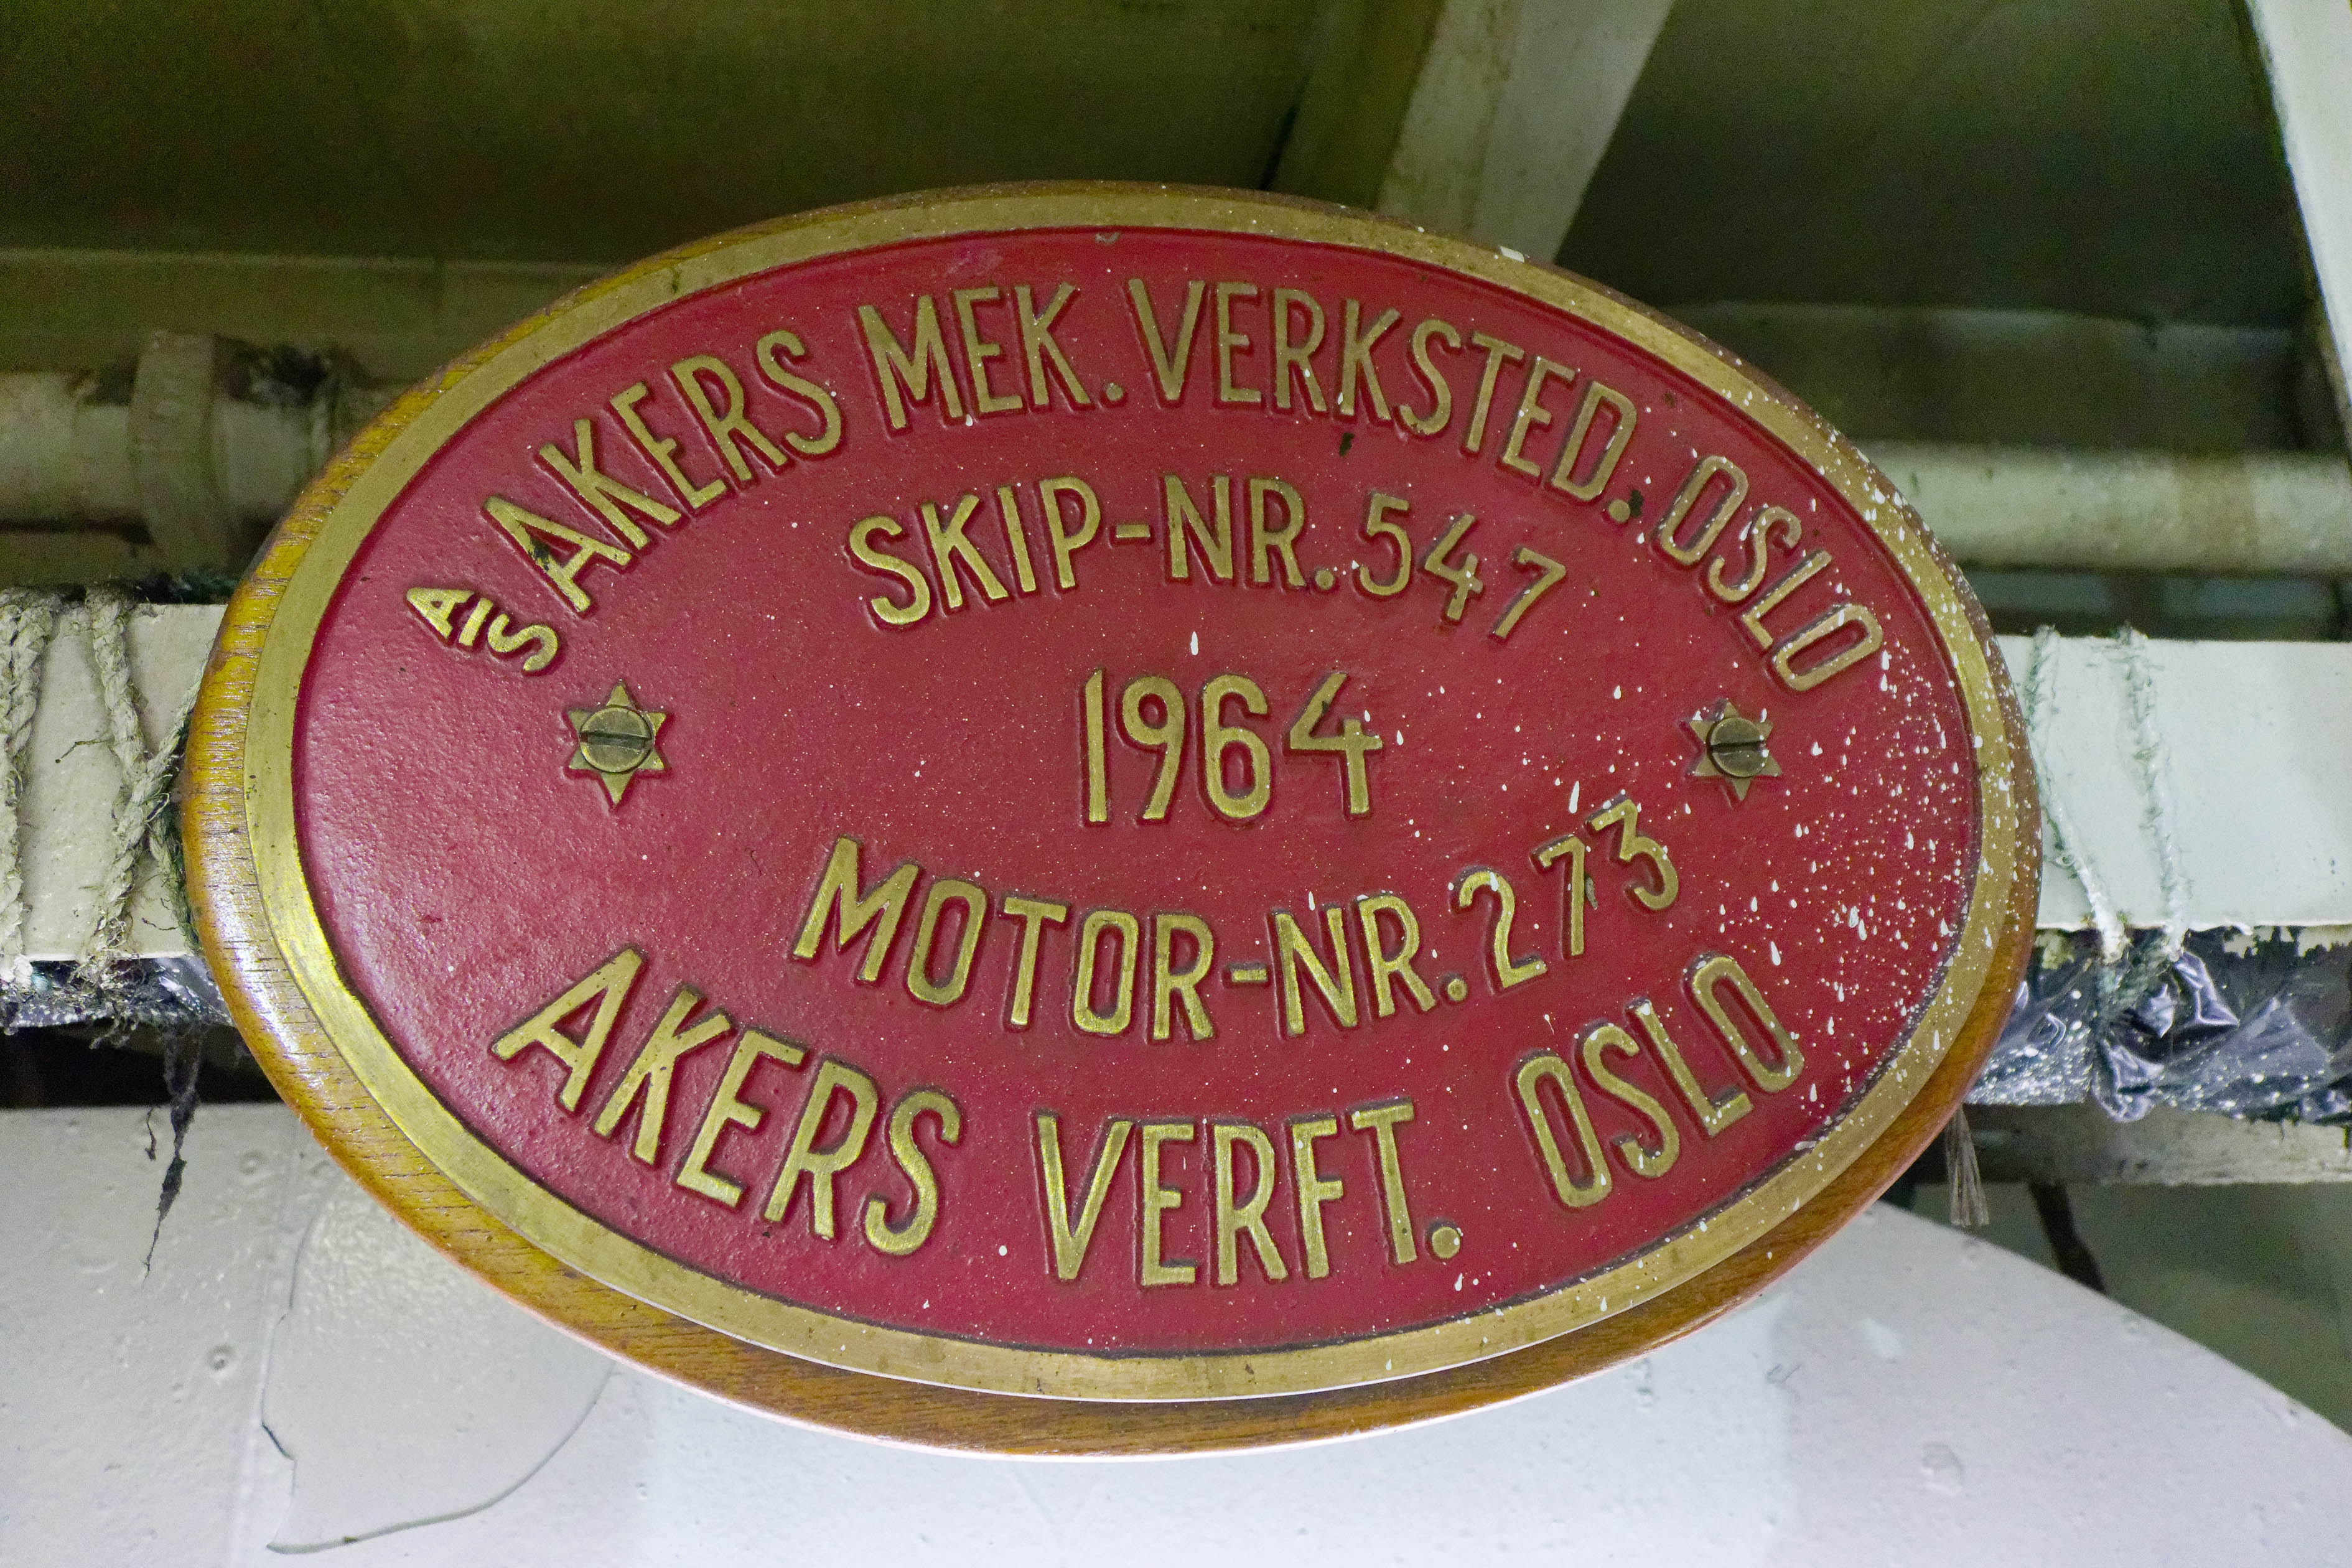 A/S AKERS MEK. VERKSTED. OSLO
SKIP-NR. 547
1964
MOTOR-NR. 273
AKERS VERFT. OSLO